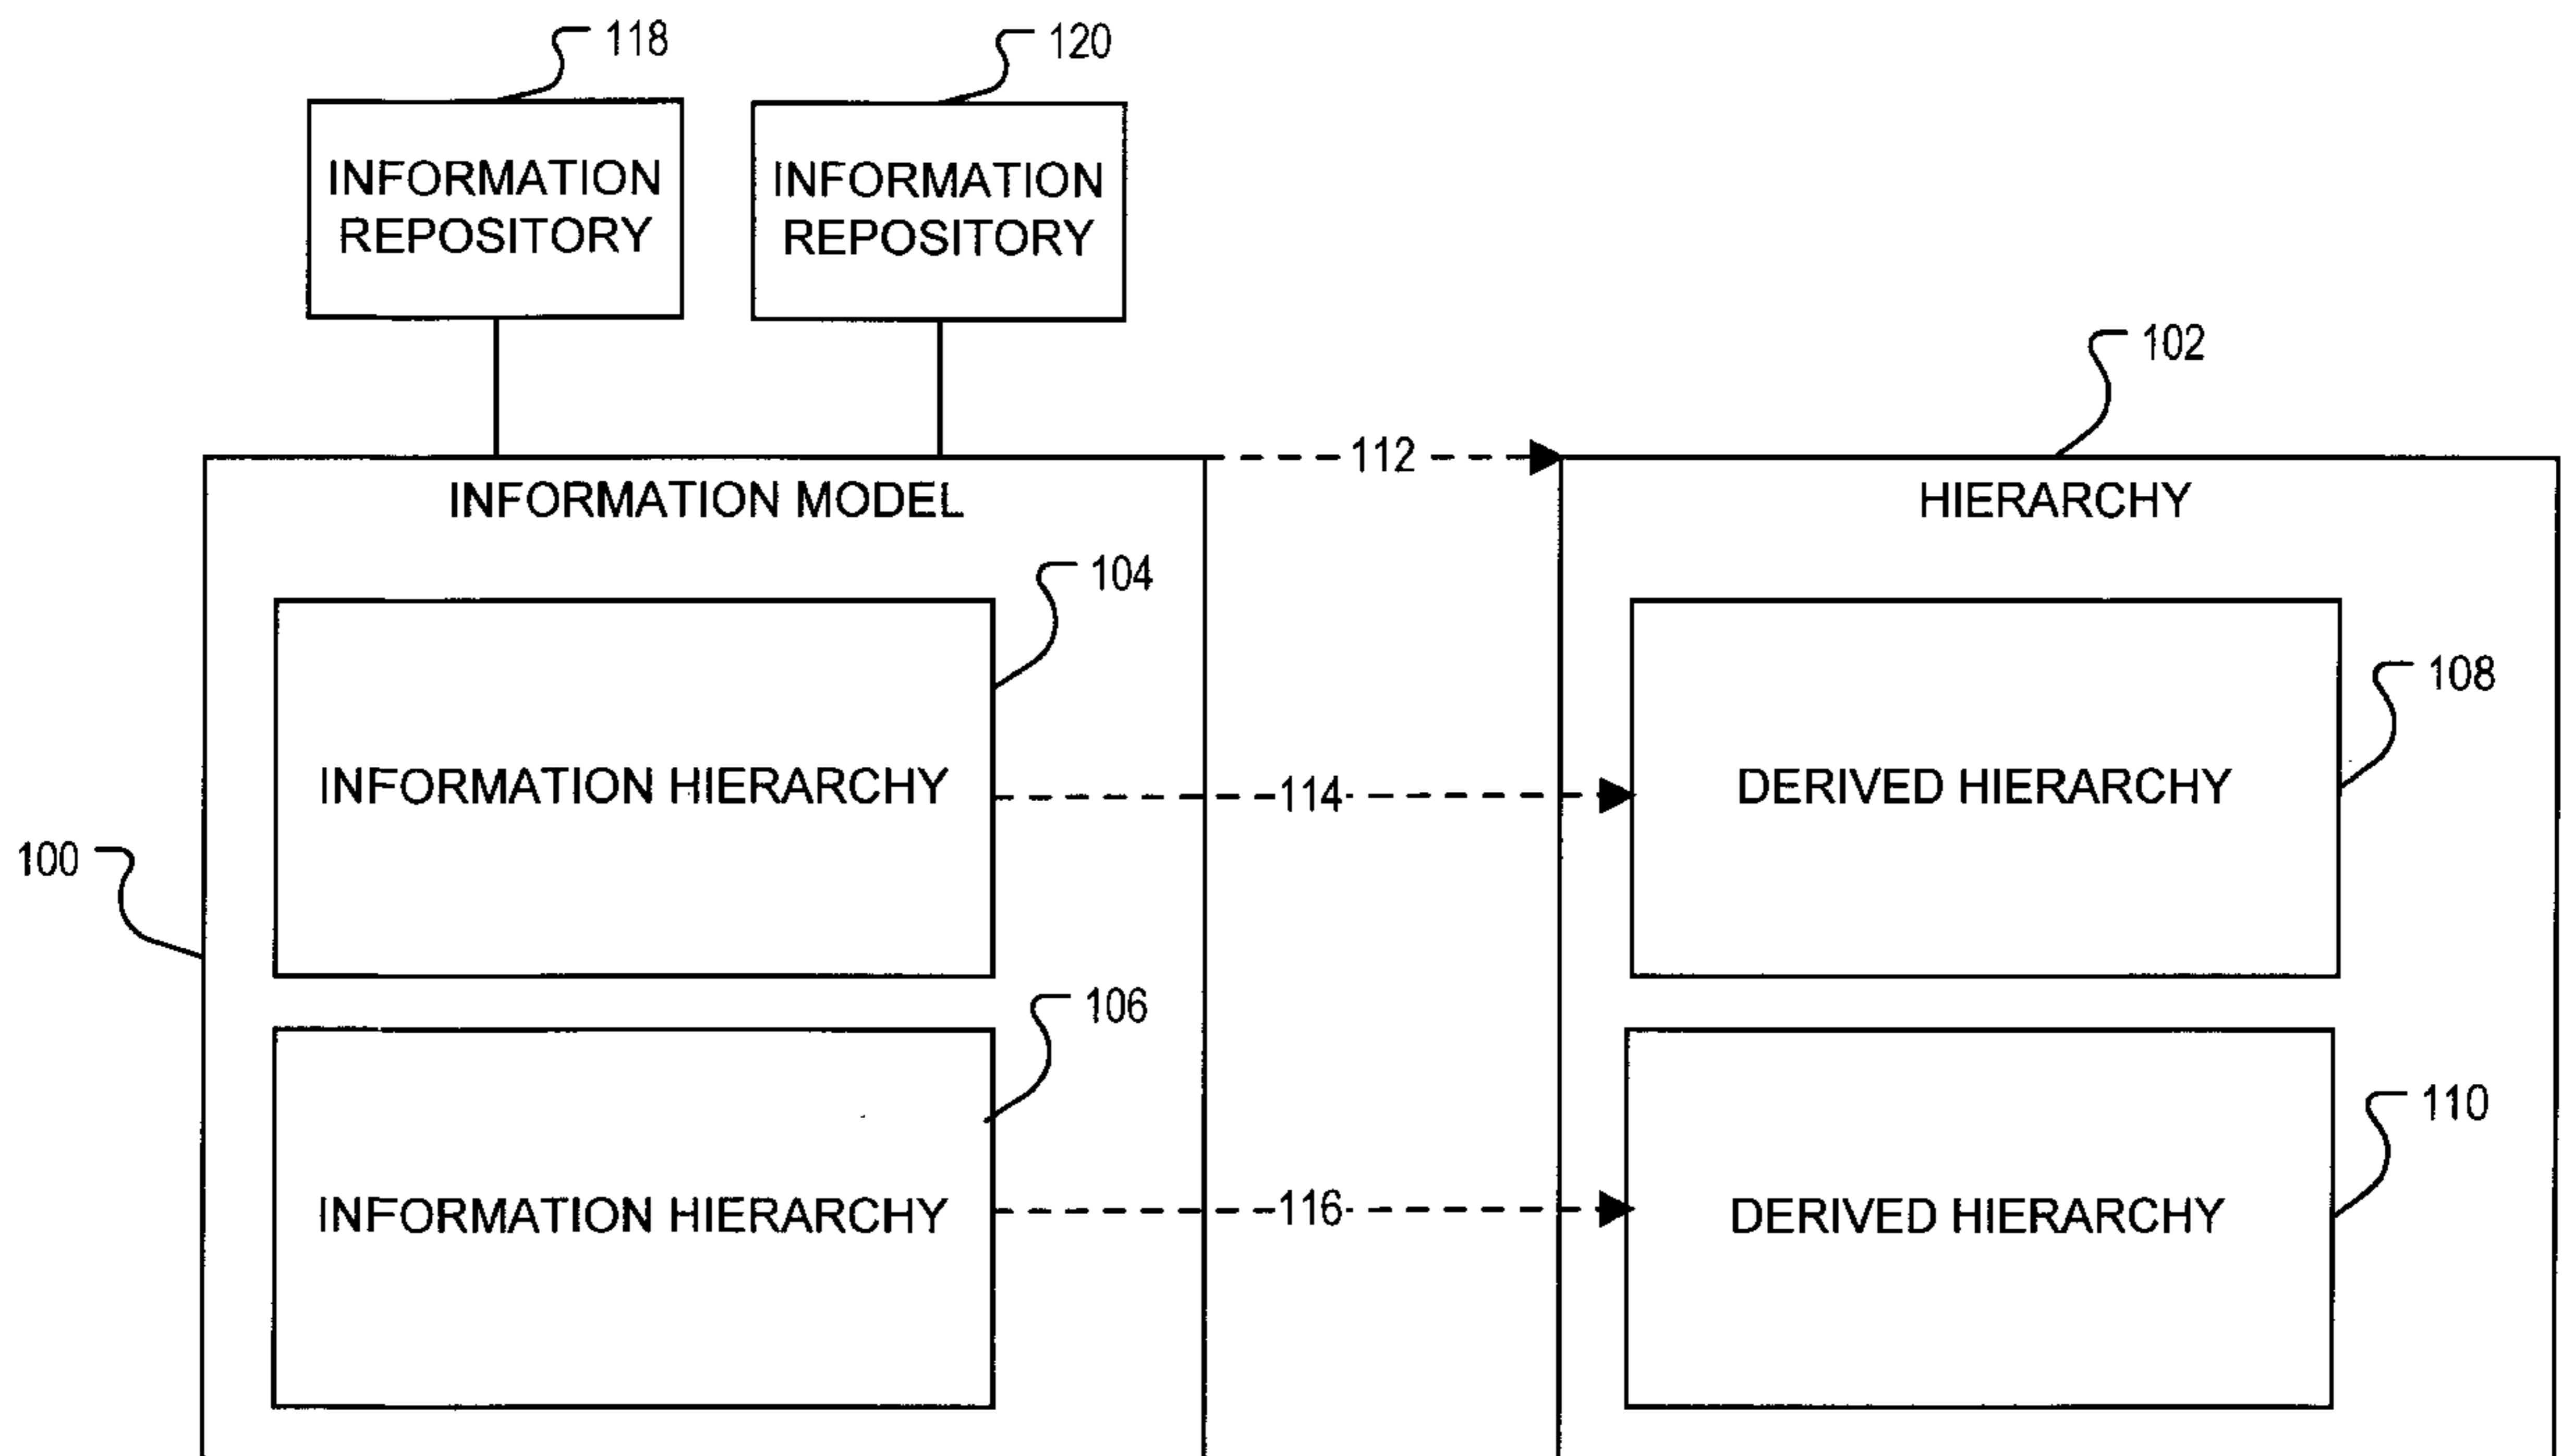 118
120
INFORMATION
REPOSITORY
INFORMATION
REPOSITORY
102
112
INFORMATION MODEL
HIERARCHY
104
108
INFORMATION HIERARCHY
114
DERIVED HIERARCHY
100
106
110
INFORMATION HIERARCHY
116
DERIVED HIERARCHY